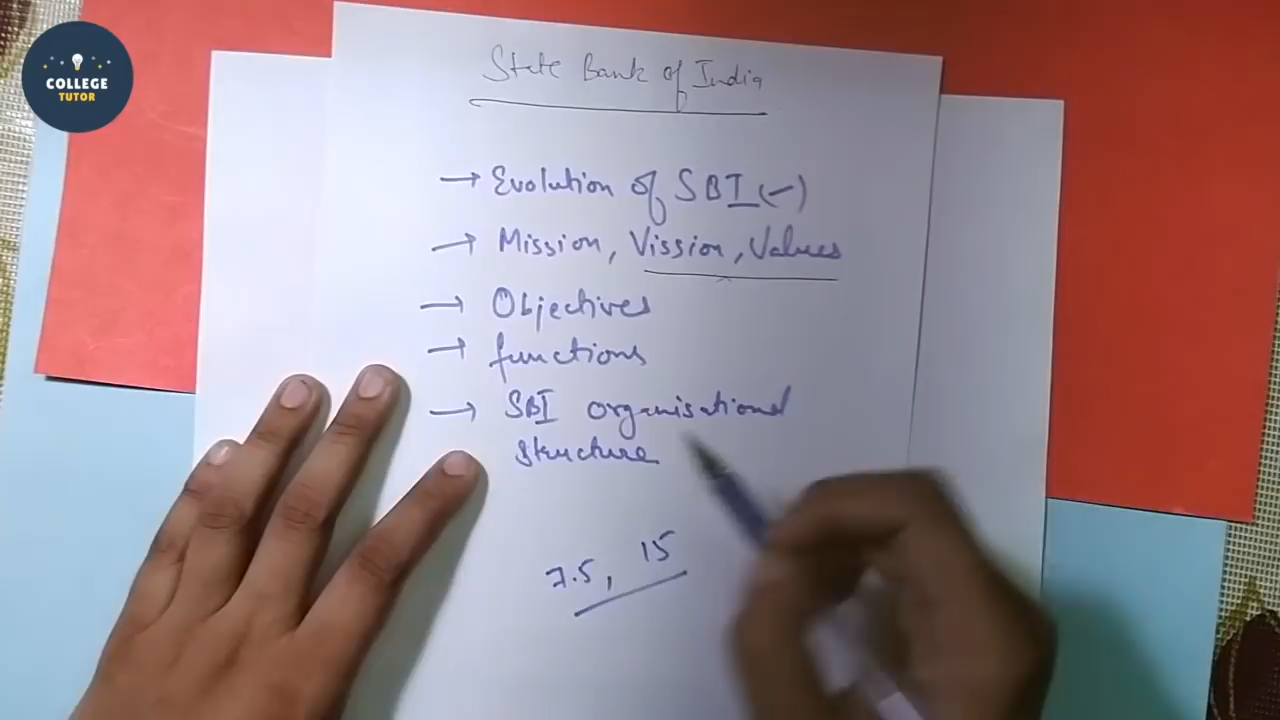 COLLEGE
TUTOR
State Bank of India
→ Evolution of SBI (-)
→ Mission, Vission, Values
→ Objectives
→ functions
→ SBI organisational
structure
7.5, 15